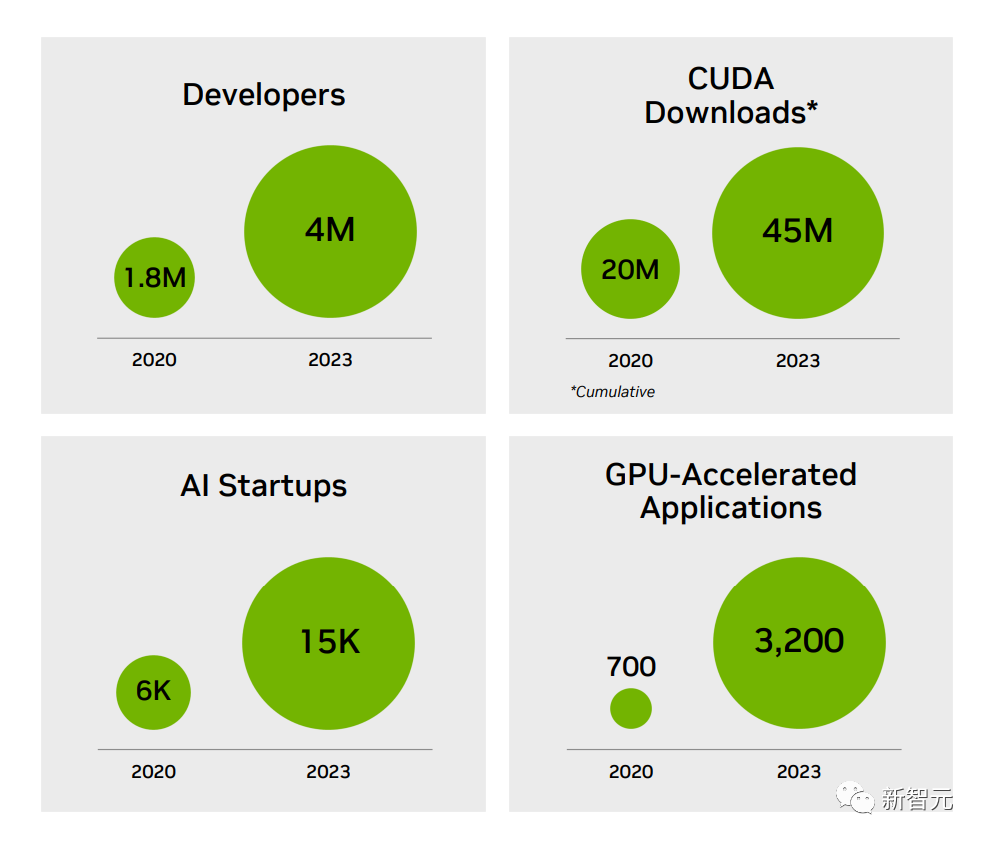 Developers
1.8M
4M
2020
2023
CUDA
Downloads*
20M
45M
2020
2023
*Cumulative
AI Startups
6K
15K
2020
2023
GPU-Accelerated
Applications
700
3,200
2020
2023
新智元